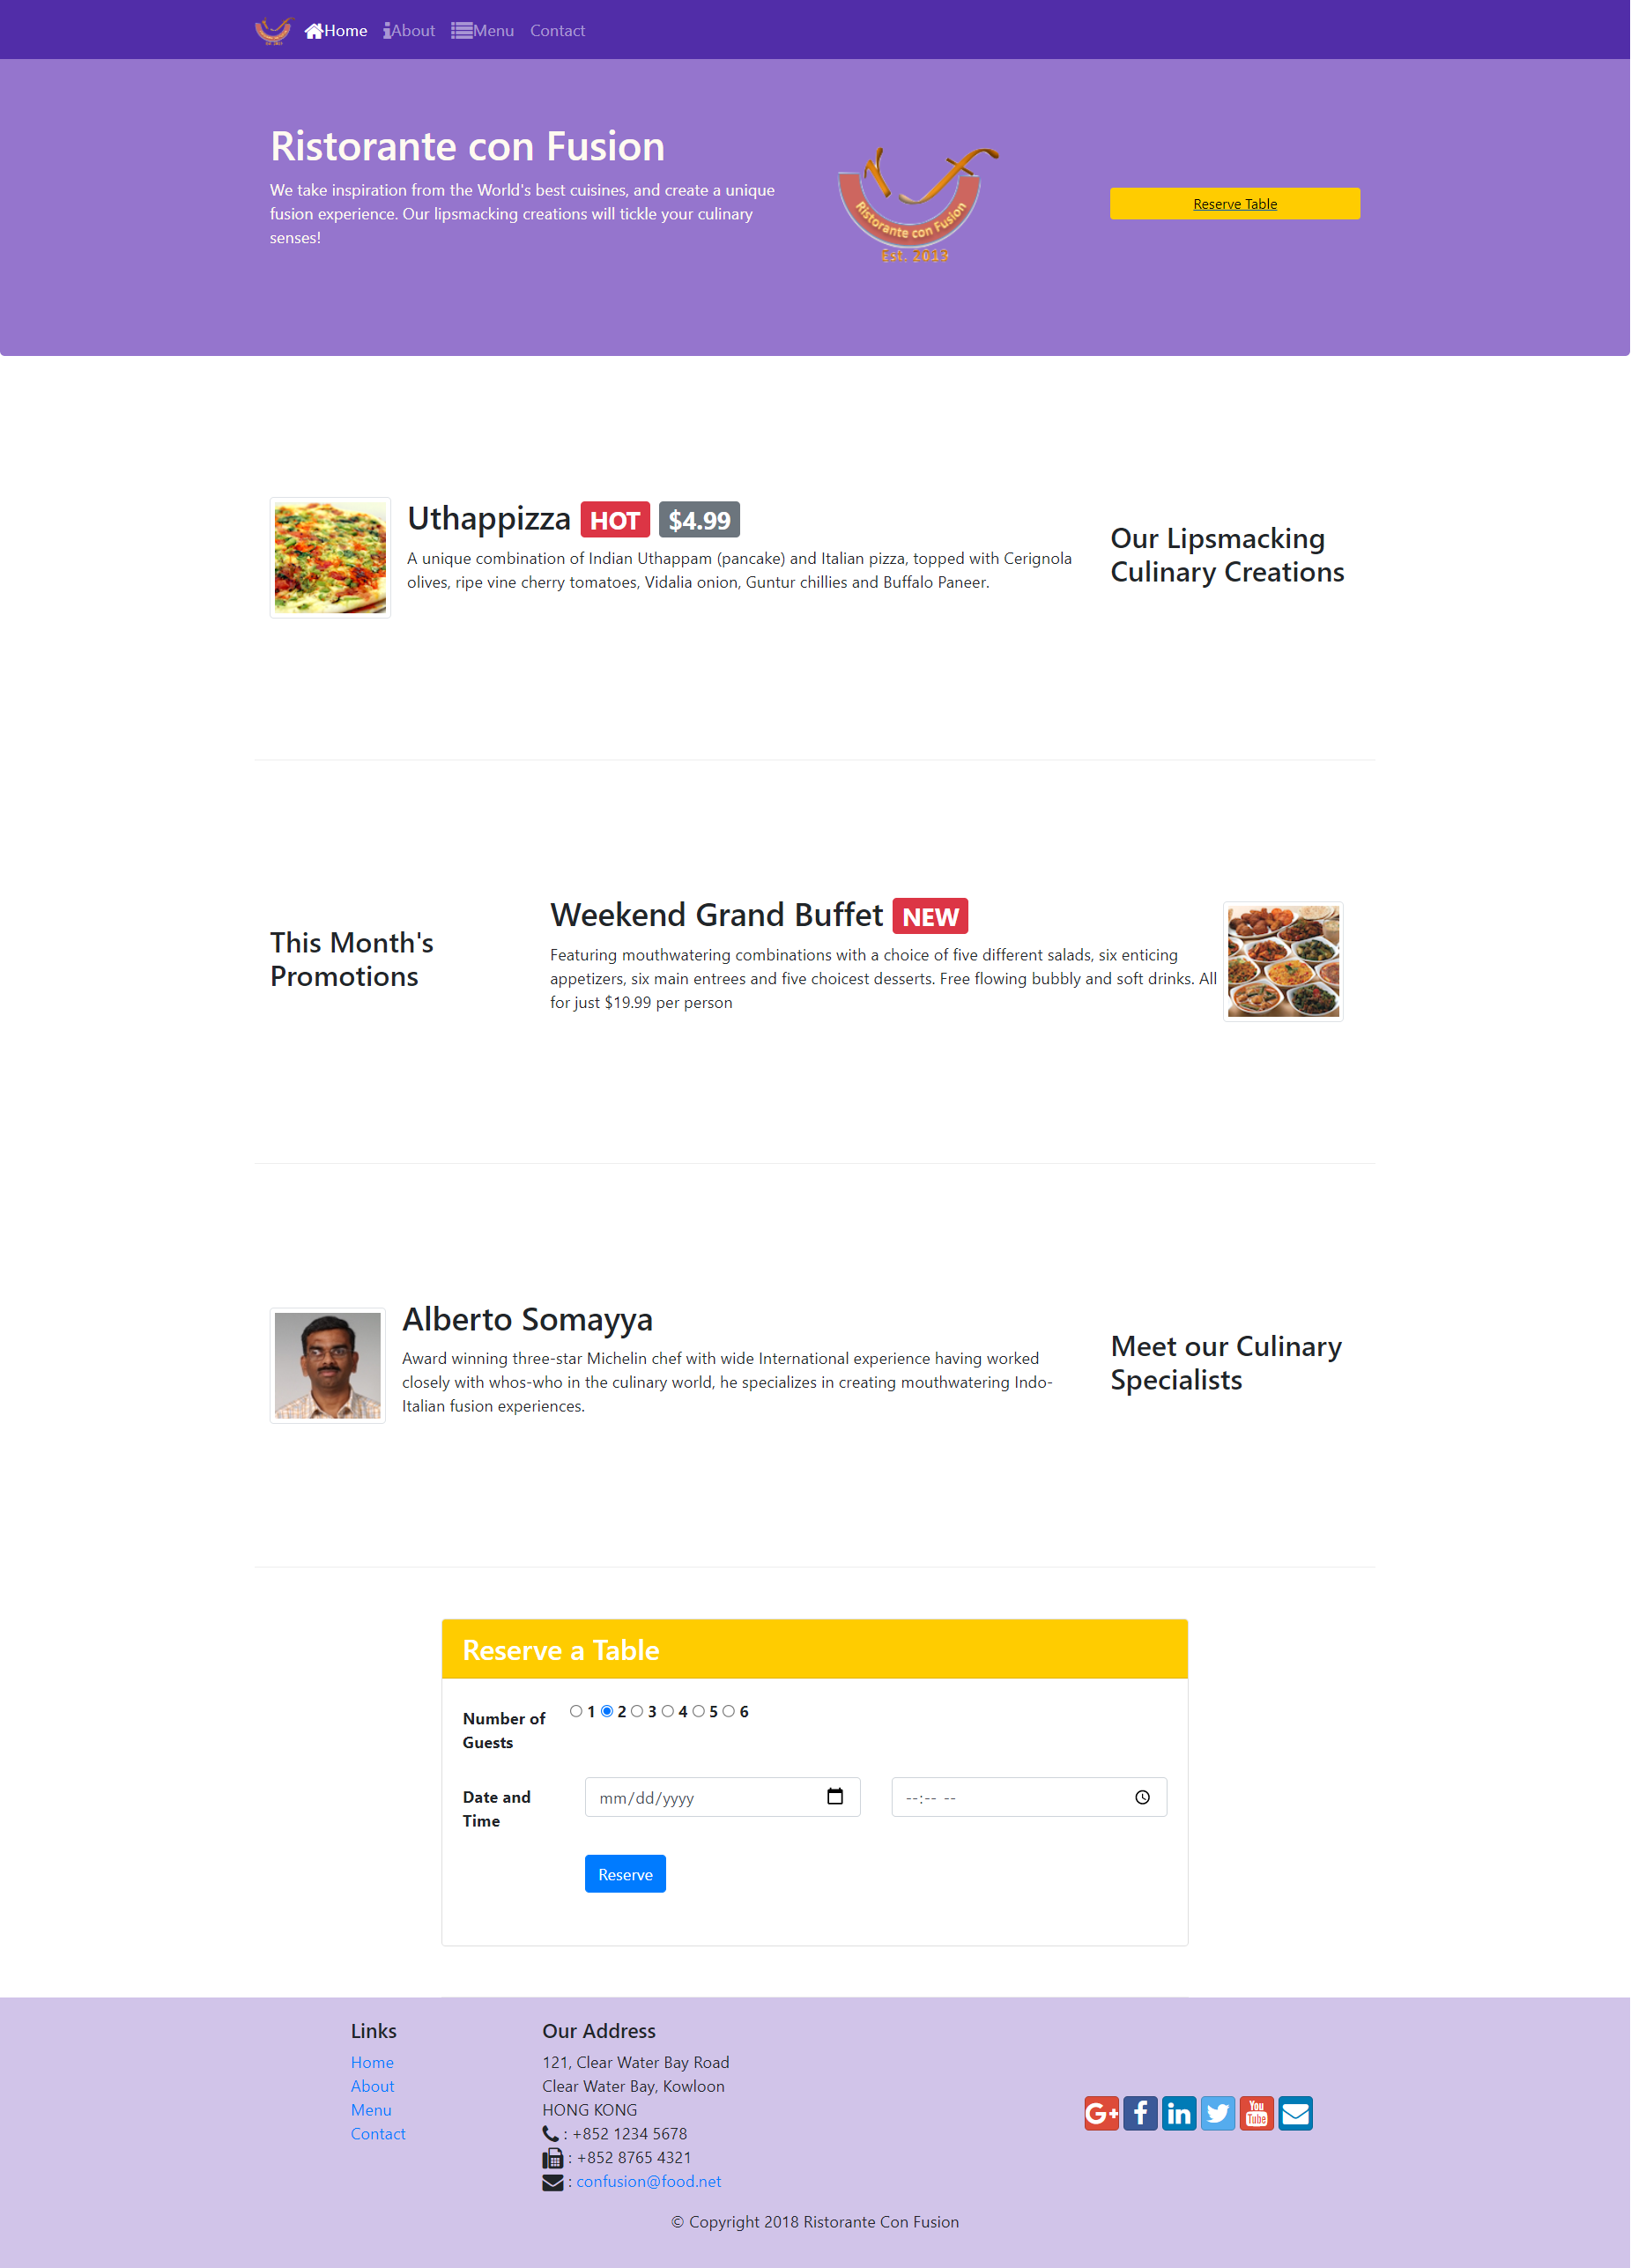 Home About Menu Contact
Ristorante con Fusion
We take inspiration from the World's best cuisines, and create a unique
fusion experience. Our lipsmacking creations will tickle your culinary
senses!
Ristorante con Fusion
Est. 2019
Reserve Table
Uthappizza HOT $4.99
A unique combination of Indian Uthappam (pancake) and Italian pizza, topped with Cerignola
olives, ripe vine cherry tomatoes, Vidalia onion, Guntur chillies and Buffalo Paneer.
Our Lipsmacking
Culinary Creations
This Month's
Promotions
Weekend Grand Buffet NEW
Featuring mouthwatering combinations with a choice of five different salads, six enticing
appetizers, six main entrees and five choicest desserts. Free flowing bubbly and soft drinks. All
for just $19.99 per person
Alberto Somayya
Award winning three-star Michelin chef with wide International experience having worked
closely with whos-who in the culinary world, he specializes in creating mouthwatering Indo-
Italian fusion experiences.
Meet our Culinary
Specialists
Reserve a Table
Number of
Guests
1 2 3 4 5 6
Date and
Time
mm/dd/yyyy
--:-- --
Reserve
Links
Home
About
Menu
Contact
Our Address
121, Clear Water Bay Road
Clear Water Bay, Kowloon
HONG KONG
: +852 1234 5678
: +852 8765 4321
: confusion@food.net
G+ f in You Tube
© Copyright 2018 Ristorante Con Fusion